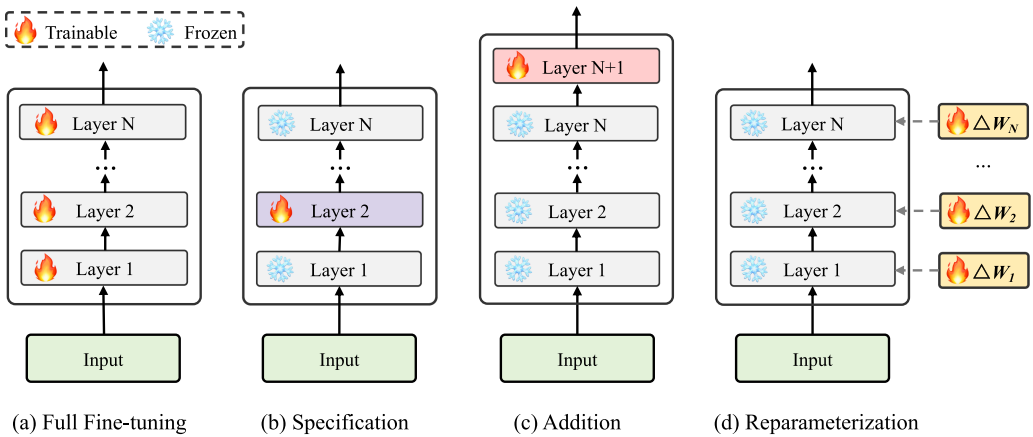 Trainable Frozen
Layer N
...
Layer 2
Layer 1
Input
(a) Full Fine-tuning
Layer N
...
Layer 2
Layer 1
Input
(b) Specification
Layer N+1
Layer N
...
Layer 2
Layer 1
Input
(c) Addition
Layer N
...
Layer 2
Layer 1
Input
△W_N
...
△W_2
△W_1
(d) Reparameterization